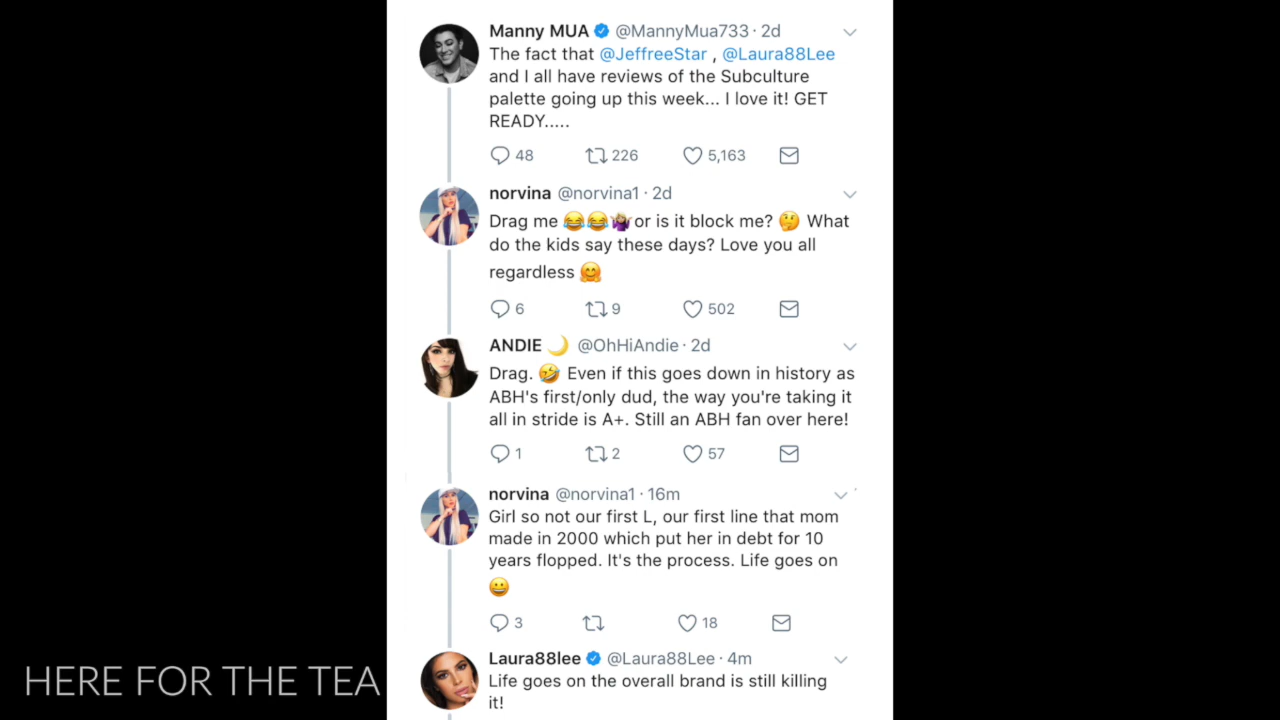 Manny MUA @MannyMua733 · 2d
The fact that @JeffreeStar , @Laura88Lee
and I all have reviews of the Subculture
palette going up this week... I love it! GET
READY.....
48 226 5,163
norvina @norvina1 · 2d
Drag me 😂😂🤷🏼‍♀️or is it block me? 🤔 What
do the kids say these days? Love you all
regardless 🤗
6 9 502
ANDIE 🌙 @OhHiAndie · 2d
Drag. 🤣 Even if this goes down in history as
ABH's first/only dud, the way you're taking it
all in stride is A+. Still an ABH fan over here!
1 2 57
norvina @norvina1 · 16m
Girl so not our first L, our first line that mom
made in 2000 which put her in debt for 10
years flopped. It's the process. Life goes on
😀
3 18
Laura88lee @Laura88Lee · 4m
Life goes on the overall brand is still killing
it!
HERE FOR THE TEA